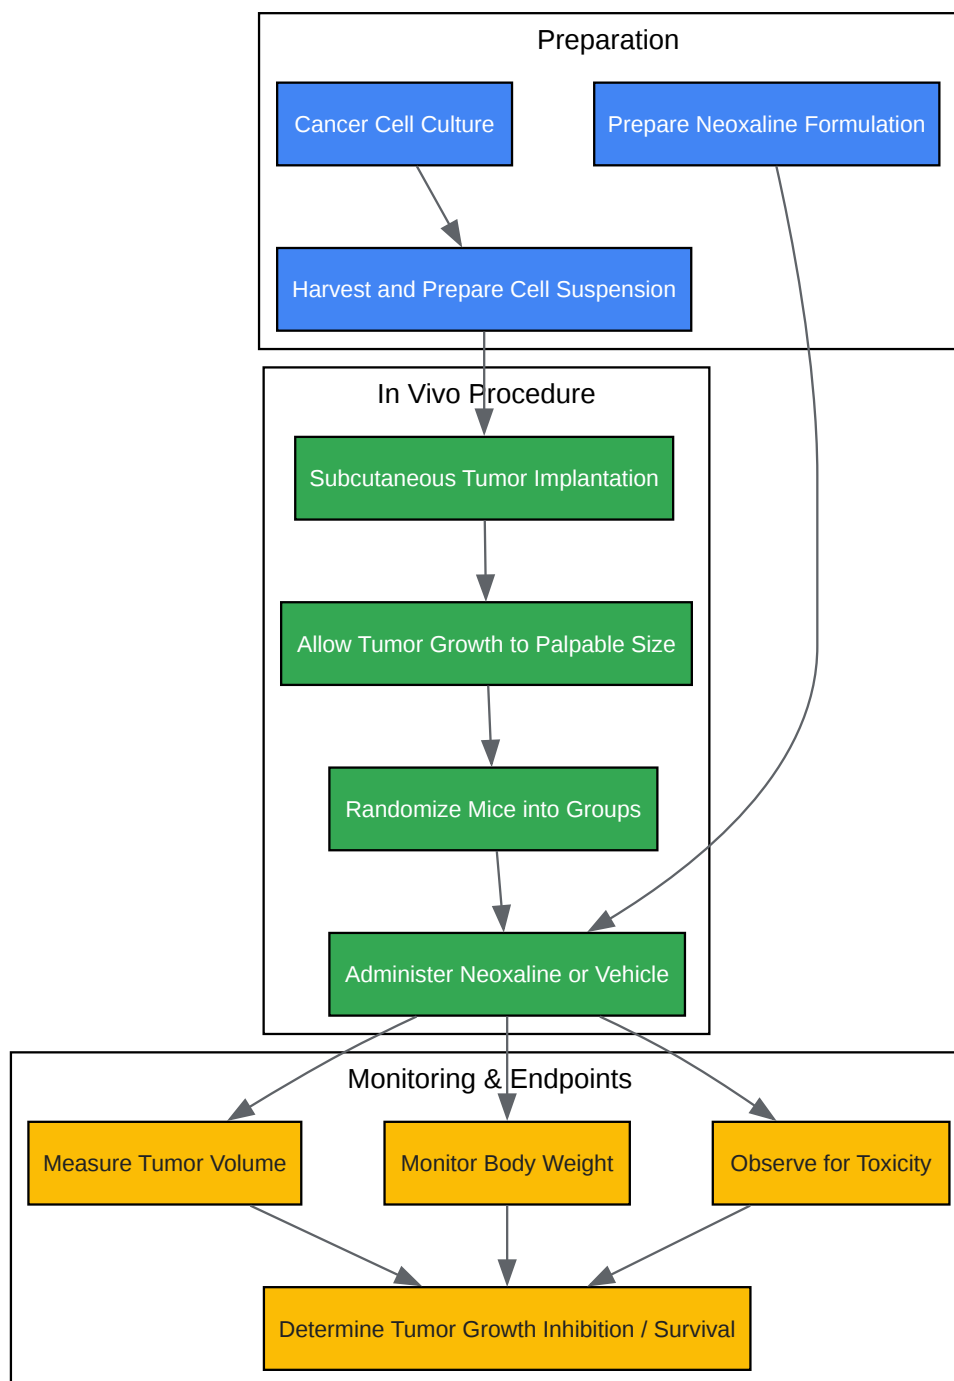 Preparation
Cancer Cell Culture
Prepare Neoxaline Formulation
Harvest and Prepare Cell Suspension
In Vivo Procedure
Subcutaneous Tumor Implantation
Allow Tumor Growth to Palpable Size
Randomize Mice into Groups
Administer Neoxaline or Vehicle
Monitoring & Endpoints
Measure Tumor Volume
Monitor Body Weight
Observe for Toxicity
Determine Tumor Growth Inhibition / Survival